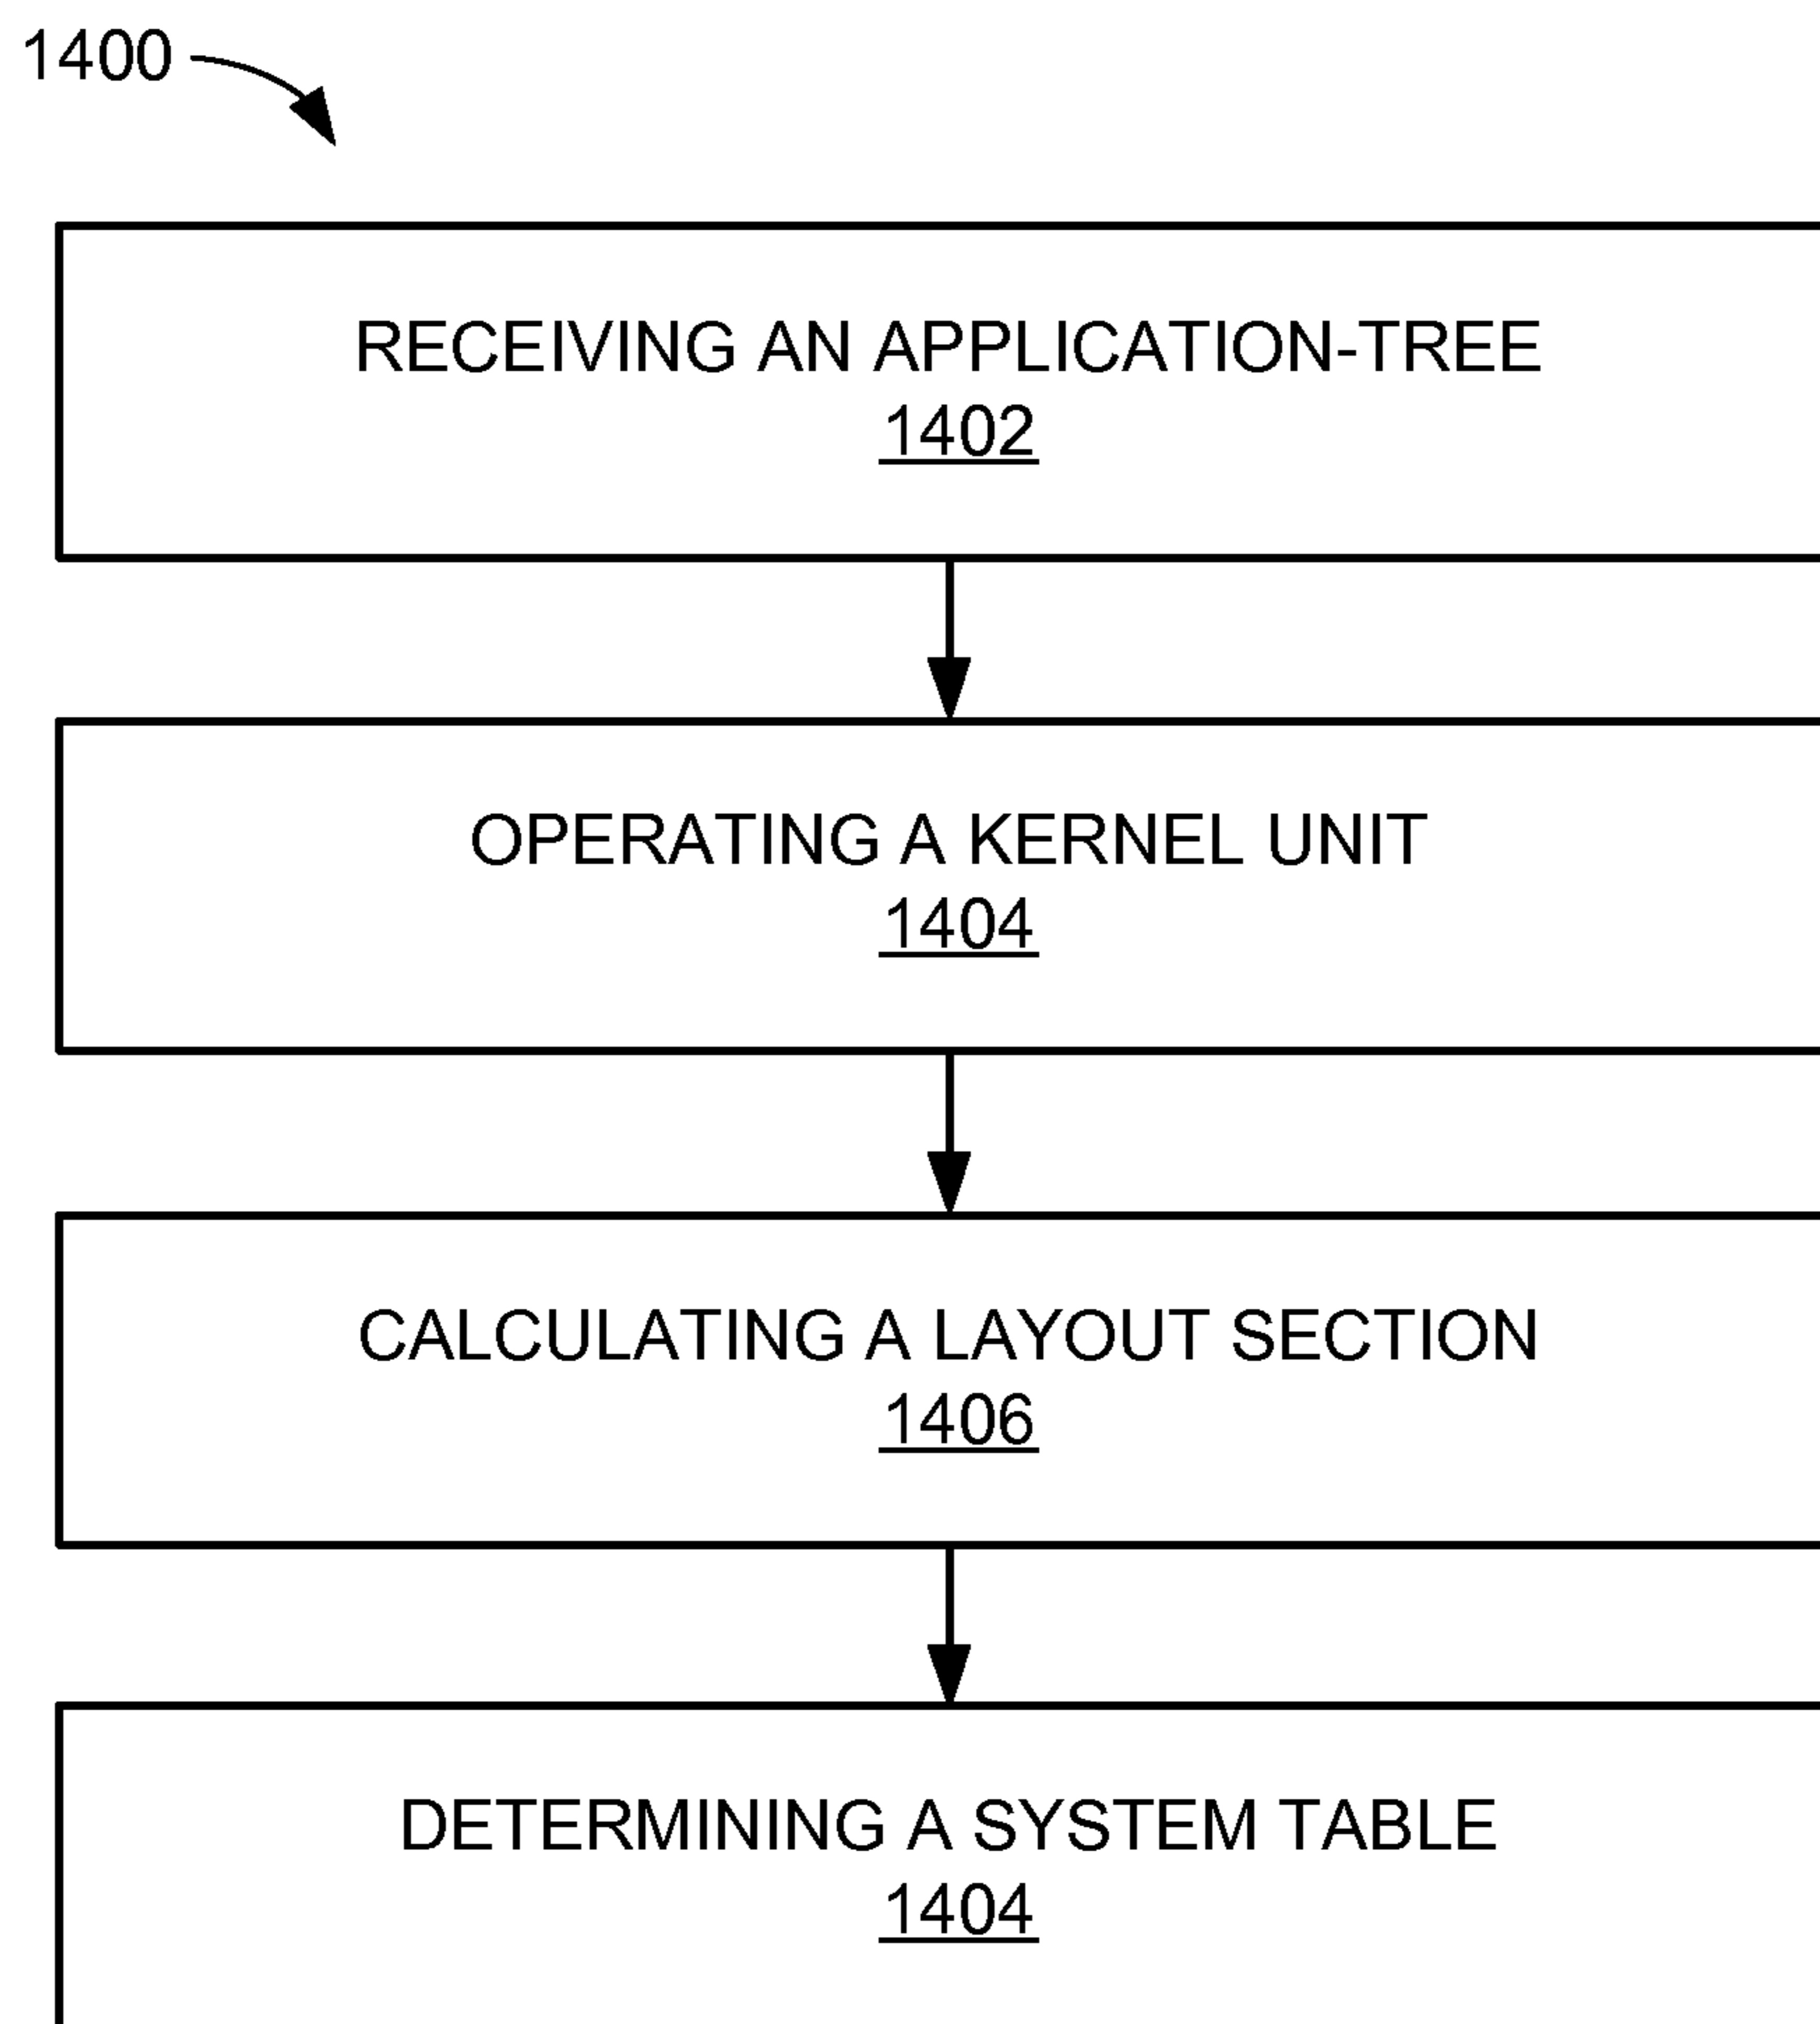 1400
RECEIVING AN APPLICATION-TREE
1402
OPERATING A KERNEL UNIT
1404
CALCULATING A LAYOUT SECTION
1406
DETERMINING A SYSTEM TABLE
1404